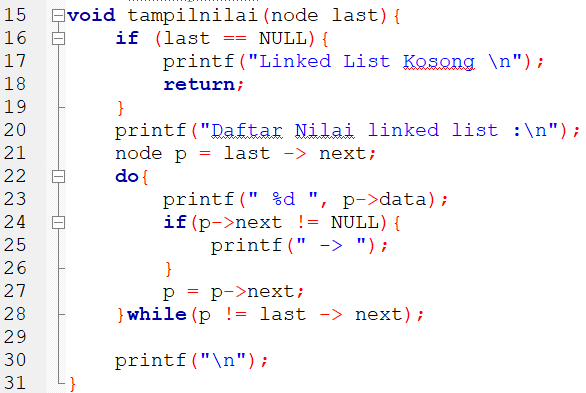 15 void tampilnilai(node last){
16     if (last == NULL){
17         printf("Linked List Kosong \n");
18         return;
19     }
20     printf("Daftar Nilai linked list :\n");
21     node p = last -> next;
22     do{
23         printf(" %d ", p->data);
24         if(p->next != NULL){
25             printf(" -> ");
26         }
27         p = p->next;
28     }while(p != last -> next);
29
30     printf("\n");
31 }